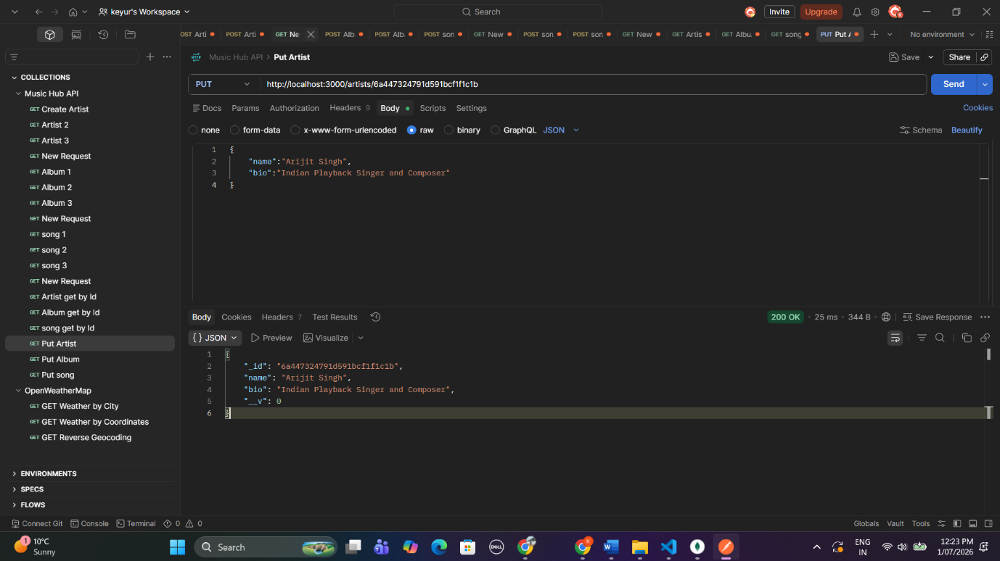 keyur's Workspace
Search
Invite
Upgrade
POST Arti
POST Arti
GET Ne
POST Alb
POST Alb
POST son
GET New
POST son
POST son
GET New
GET Artis
GET Albu
GET song
PUT Put A
No environment
HTTP
Music Hub API > Put Artist
Save
Share
COLLECTIONS
Music Hub API
GET Create Artist
GET Artist 2
GET Artist 3
GET New Request
GET Album 1
GET Album 2
GET Album 3
GET New Request
GET song 1
GET song 2
GET song 3
GET New Request
GET Artist get by Id
GET Album get by Id
GET song get by Id
GET Put Artist
GET Put Album
GET Put song
OpenWeatherMap
GET GET Weather by City
GET GET Weather by Coordinates
GET GET Reverse Geocoding
ENVIRONMENTS
SPECS
FLOWS
PUT
http://localhost:3000/artists/6a447324791d591bcf1f1c1b
Send
Docs Params Authorization Headers 9 Body Scripts Settings
Cookies
none form-data x-www-form-urlencoded raw binary GraphQL JSON
Schema Beautify
1 {
2 "name":"Arijit Singh",
3 "bio":"Indian Playback Singer and Composer"
4 }
Body Cookies Headers 7 Test Results
200 OK • 25 ms • 344 B
e.g. Save Response
{} JSON Preview Visualize
1 {
2 "_id": "6a447324791d591bcf1f1c1b",
3 "name": "Arijit Singh",
4 "bio": "Indian Playback Singer and Composer",
5 "__v": 0
6 }
Connect Git Console Terminal 0 0
Globals Vault Tools
1
10°C
Sunny
Search
DELL
K
W
ENG
IN
12:23 PM
1/07/2026